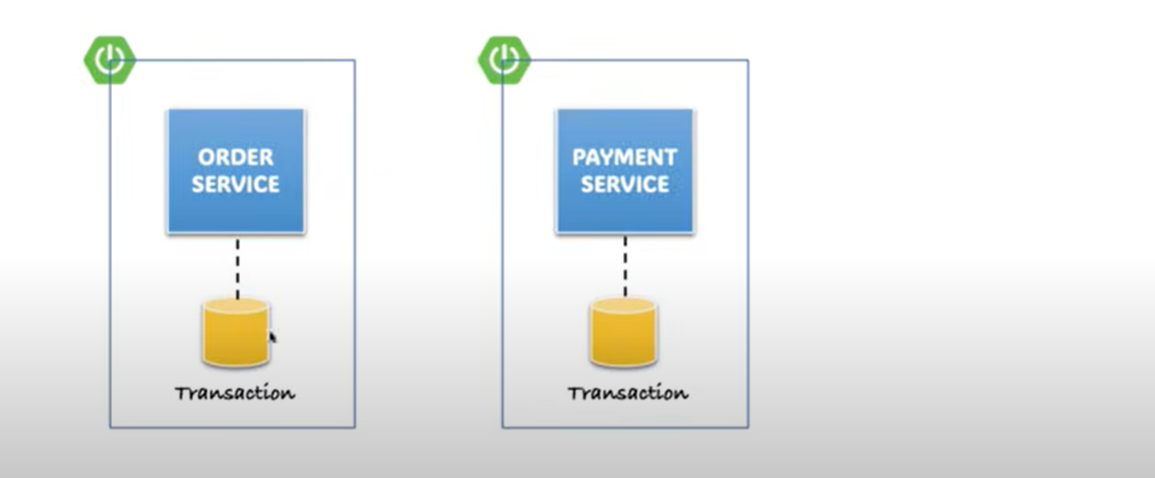 ORDER
SERVICE
Transaction
PAYMENT
SERVICE
Transaction